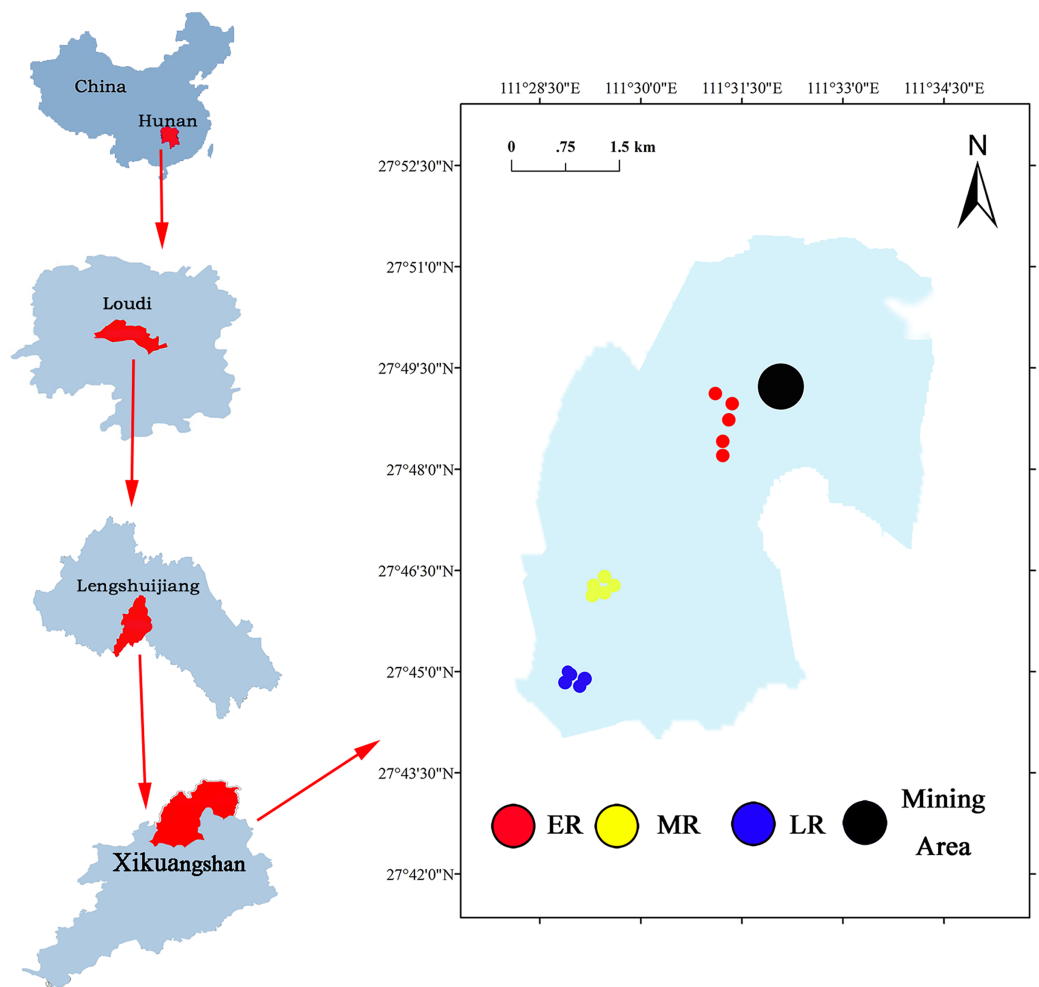 China
Hunan
Loudi
Lengshuijiang
Xikuangshan
111°28'30"E 111°30'0"E 111°31'30"E 111°33'0"E 111°34'30"E
0 .75 1.5 km
N
27°52'30"N
27°51'0"N
27°49'30"N
27°48'0"N
27°46'30"N
27°45'0"N
27°43'30"N
27°42'0"N
ER MR LR Mining
Area